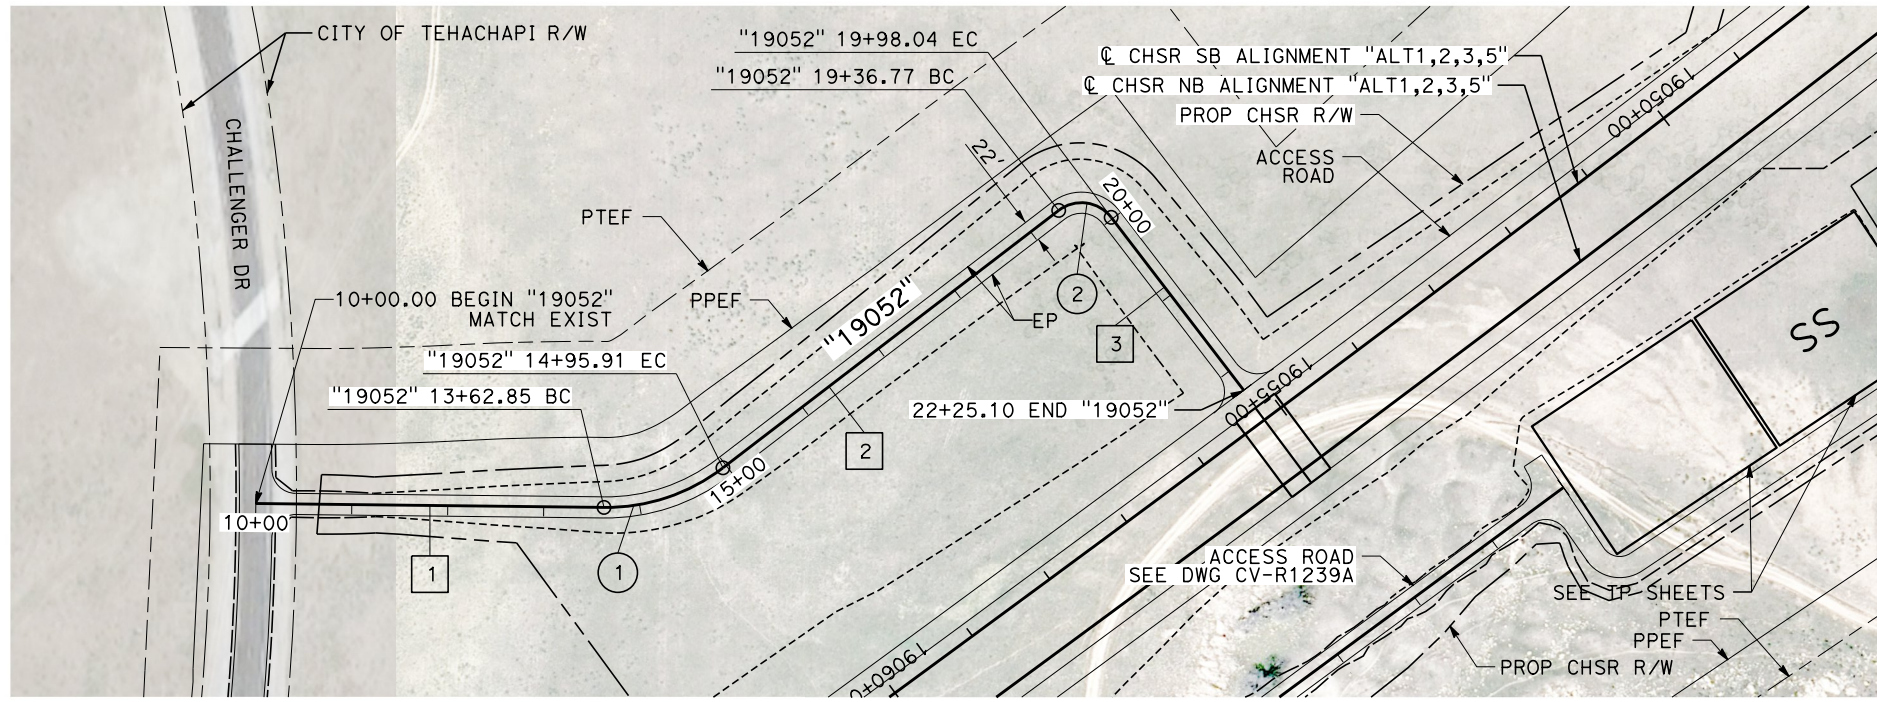 CITY OF TEHACHAPI R/W
"19052" 19+98.04 EC
"19052" 19+36.77 BC
℄ CHSR SB ALIGNMENT "ALT1,2,3,5"
℄ CHSR NB ALIGNMENT "ALT1,2,3,5"
PROP CHSR R/W
ACCESS
ROAD
19050+00
CHALLENGER DR
22'
20+00
PTEF
PPEF
10+00.00 BEGIN "19052"
MATCH EXIST
"19052"
EP
2
3
SS
"19052" 14+95.91 EC
"19052" 13+62.85 BC
22+25.10 END "19052"
19055+00
2
15+00
10+00
1
1
ACCESS ROAD
SEE DWG CV-R1239A
SEE TP SHEETS
PTEF
PPEF
PROP CHSR R/W
19060+0